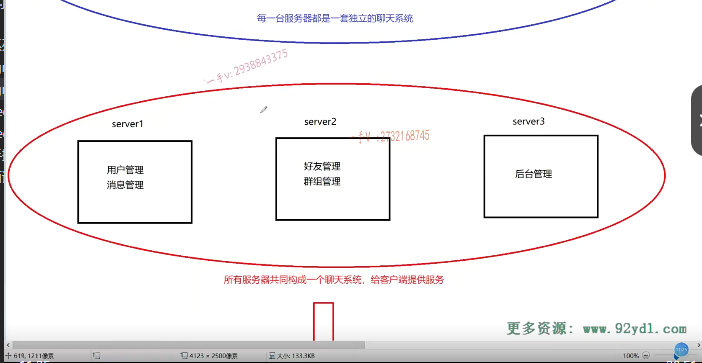 每一台服务器都是一套独立的聊天系统
一手v: 2938843375
server1
server2
server3
一手V :2732168745
用户管理
消息管理
好友管理
群组管理
后台管理
所有服务器共同构成一个聊天系统，给客户端提供服务
更多资源：www.92ydl.com
619, 1211像素
4123 × 2500像素
大小: 133.3KB
100%